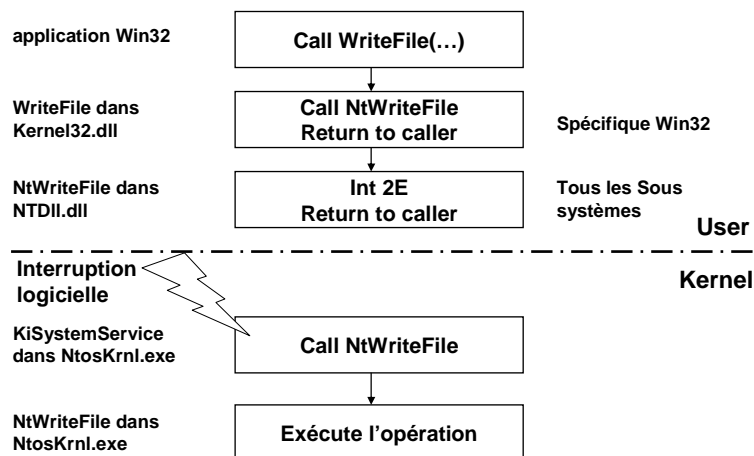 application Win32
Call WriteFile(…)
WriteFile dans
Kernel32.dll
Call NtWriteFile
Return to caller
Spécifique Win32
NtWriteFile dans
NTDll.dll
Int 2E
Return to caller
Tous les Sous
systèmes
User
Interruption
logicielle
Kernel
KiSystemService
dans NtosKrnl.exe
Call NtWriteFile
NtWriteFile dans
NtosKrnl.exe
Exécute l'opération